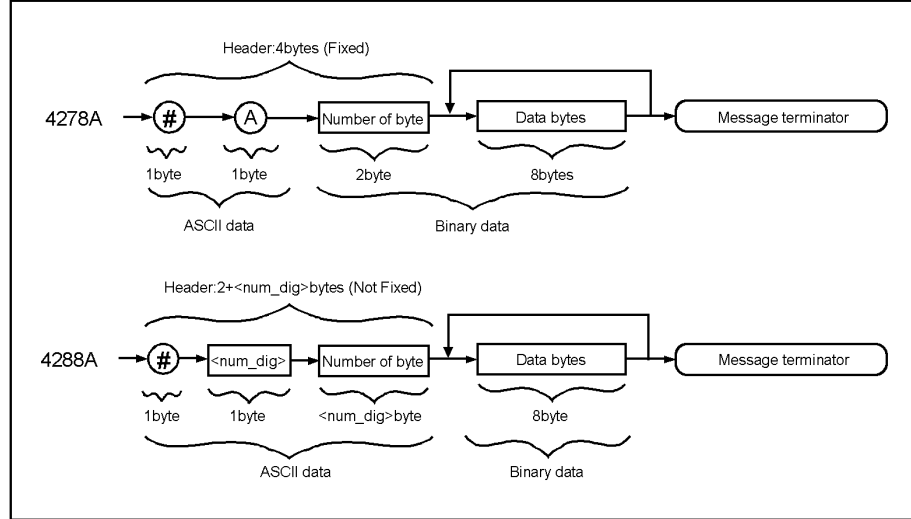 Header:4bytes (Fixed)
4278A # A Number of byte Data bytes Message terminator
1byte 1byte 2byte 8bytes
ASCII data Binary data
Header:2+<num_dig>bytes (Not Fixed)
4288A # <num_dig> Number of byte Data bytes Message terminator
1byte 1byte <num_dig>byte 8byte
ASCII data Binary data